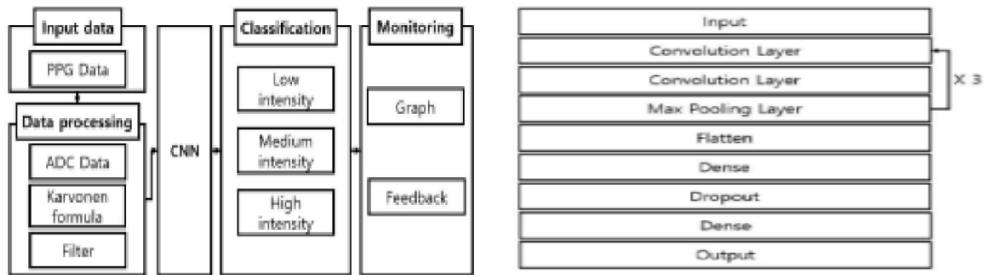 Input data
PPG Data
Data processing
ADC Data
Karvonen
formula
Filter
CNN
Classification
Low
intensity
Medium
intensity
High
intensity
Monitoring
Graph
Feedback
Input
Convolution Layer
Convolution Layer
Max Pooling Layer
X 3
Flatten
Dense
Dropout
Dense
Output